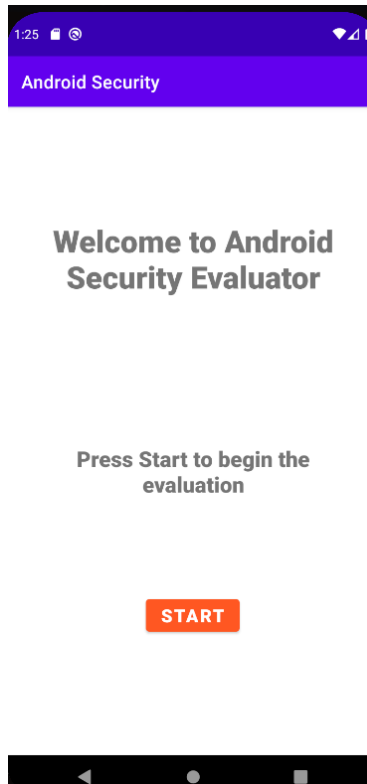 1:25
Android Security
Welcome to Android
Security Evaluator
Press Start to begin the
evaluation
START